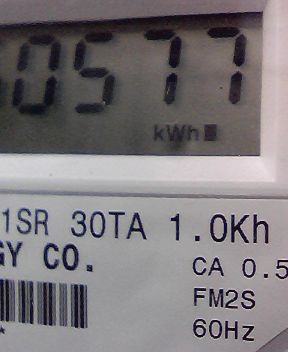 0577
kWh
1SR 30TA 1.0Kh
GY CO.
CA 0.5
FM2S
60Hz